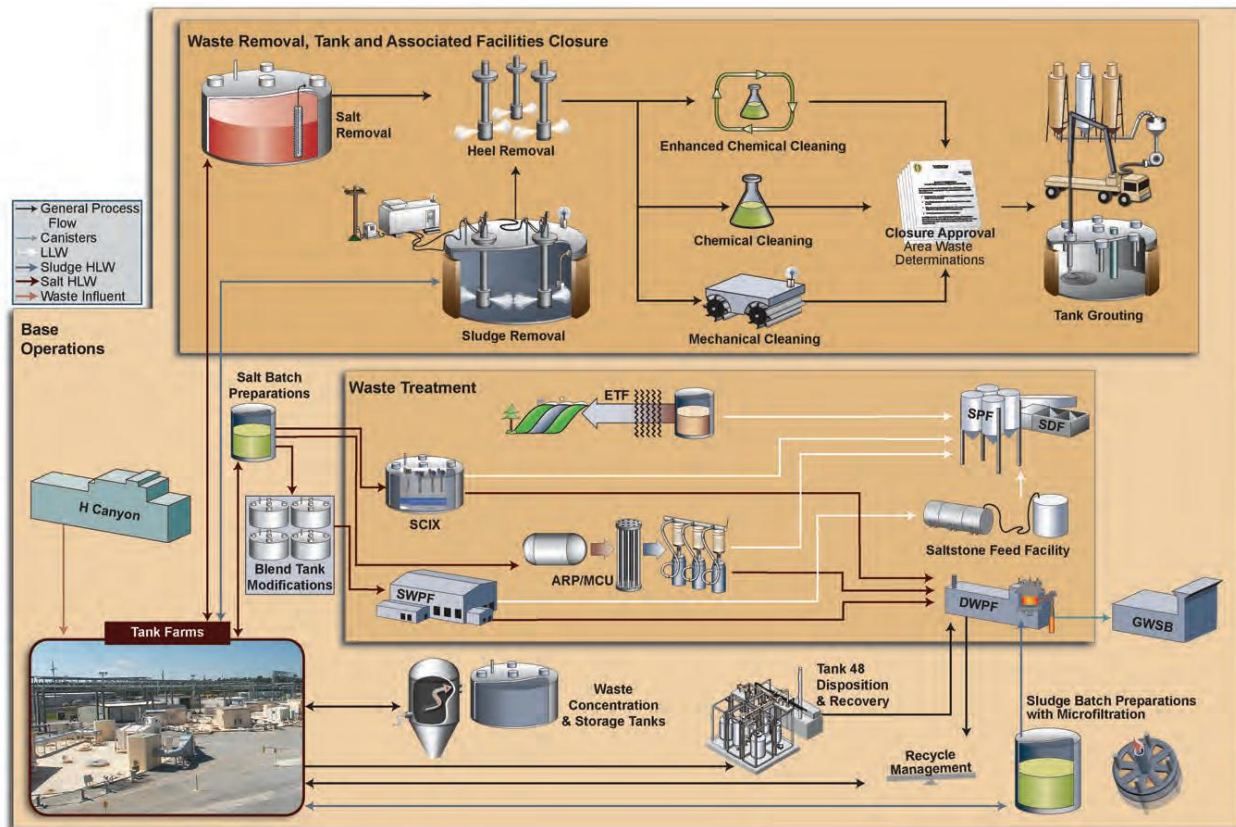 Waste Removal, Tank and Associated Facilities Closure
Salt
Removal
Heel Removal
Enhanced Chemical Cleaning
Chemical Cleaning
Closure Approval
Area Waste
Determinations
Sludge Removal
Mechanical Cleaning
Tank Grouting
General Process
Flow
Canisters
LLW
Sludge HLW
Salt HLW
Waste Influent
Base
Operations
Salt Batch
Preparations
Waste Treatment
ETF
SPF
SDF
H Canyon
SCIX
Saltstone Feed Facility
Blend Tank
Modifications
ARP/MCU
SWPF
DWPF
GWSB
Tank Farms
Waste
Concentration
& Storage Tanks
Tank 48
Disposition
& Recovery
Sludge Batch Preparations
with Microfiltration
Recycle
Management